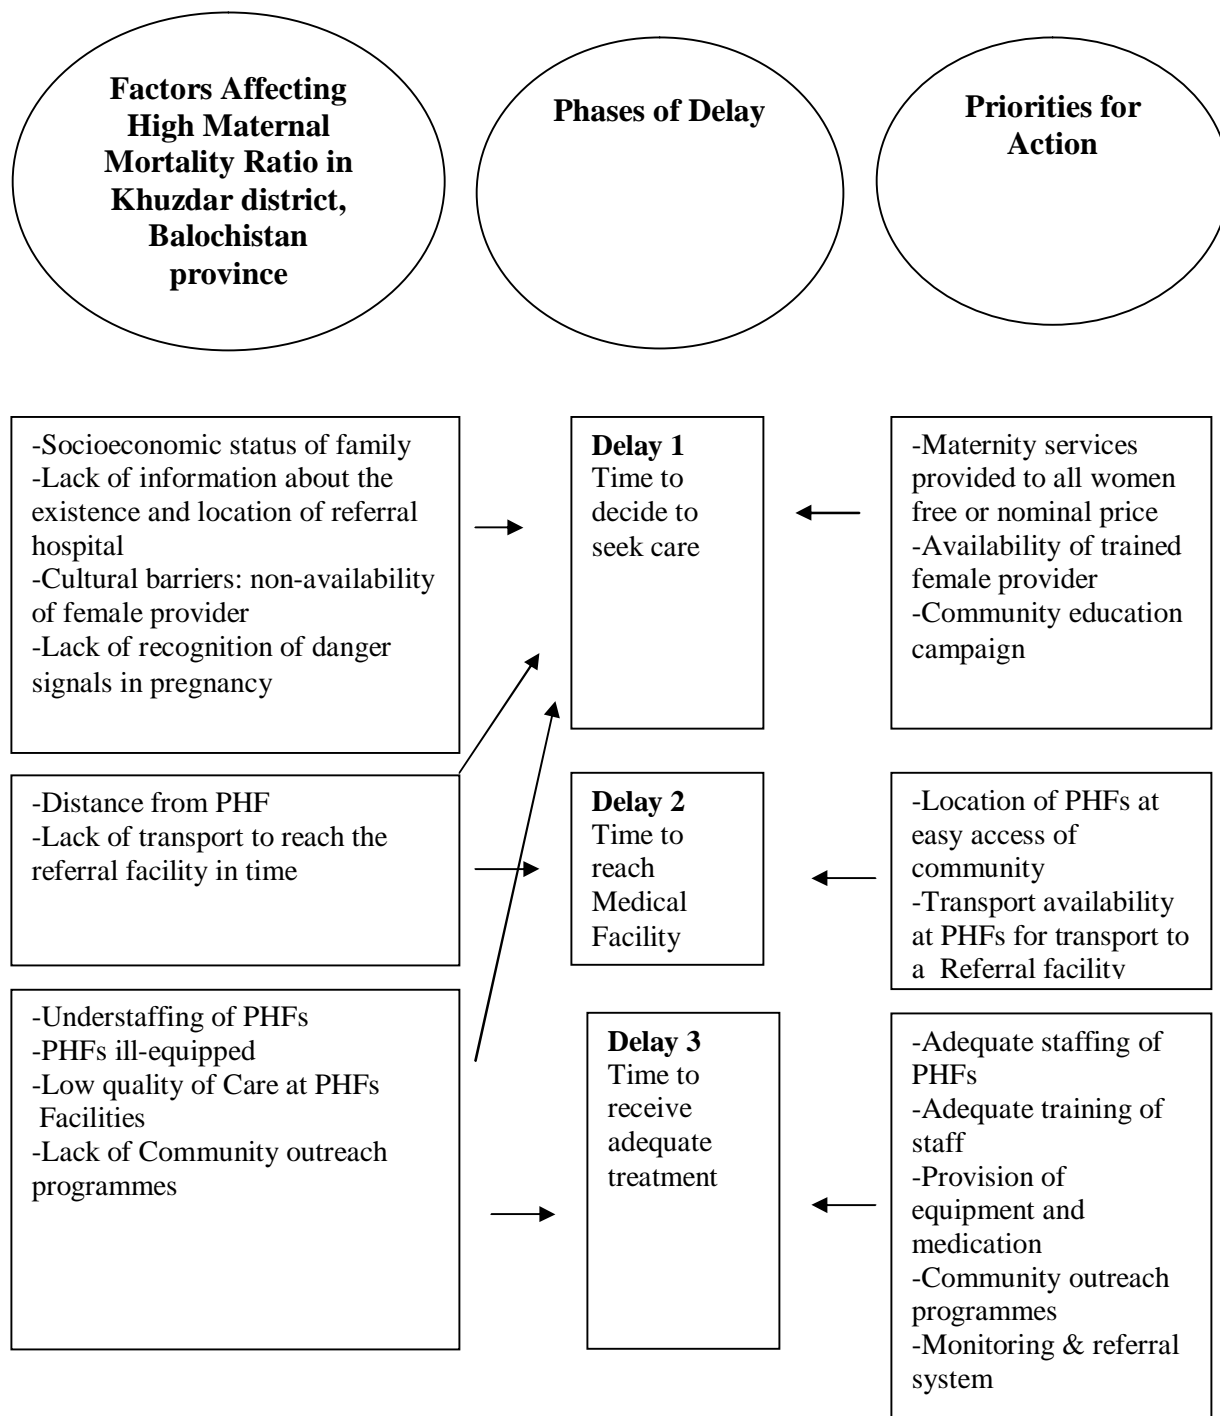 Factors Affecting
High Maternal
Mortality Ratio in
Khuzdar district,
Balochistan
province
Phases of Delay
Priorities for
Action
-Socioeconomic status of family
-Lack of information about the
existence and location of referral
hospital
-Cultural barriers: non-availability
of female provider
-Lack of recognition of danger
signals in pregnancy
Delay 1
Time to
decide to
seek care
-Maternity services
provided to all women
free or nominal price
-Availability of trained
female provider
-Community education
campaign
-Distance from PHF
-Lack of transport to reach the
referral facility in time
Delay 2
Time to
reach
Medical
Facility
-Location of PHFs at
easy access of
community
-Transport availability
at PHFs for transport to
a Referral facility
-Understaffing of PHFs
-PHFs ill-equipped
-Low quality of Care at PHFs
Facilities
-Lack of Community outreach
programmes
Delay 3
Time to
receive
adequate
treatment
-Adequate staffing of
PHFs
-Adequate training of
staff
-Provision of
equipment and
medication
-Community outreach
programmes
-Monitoring & referral
system